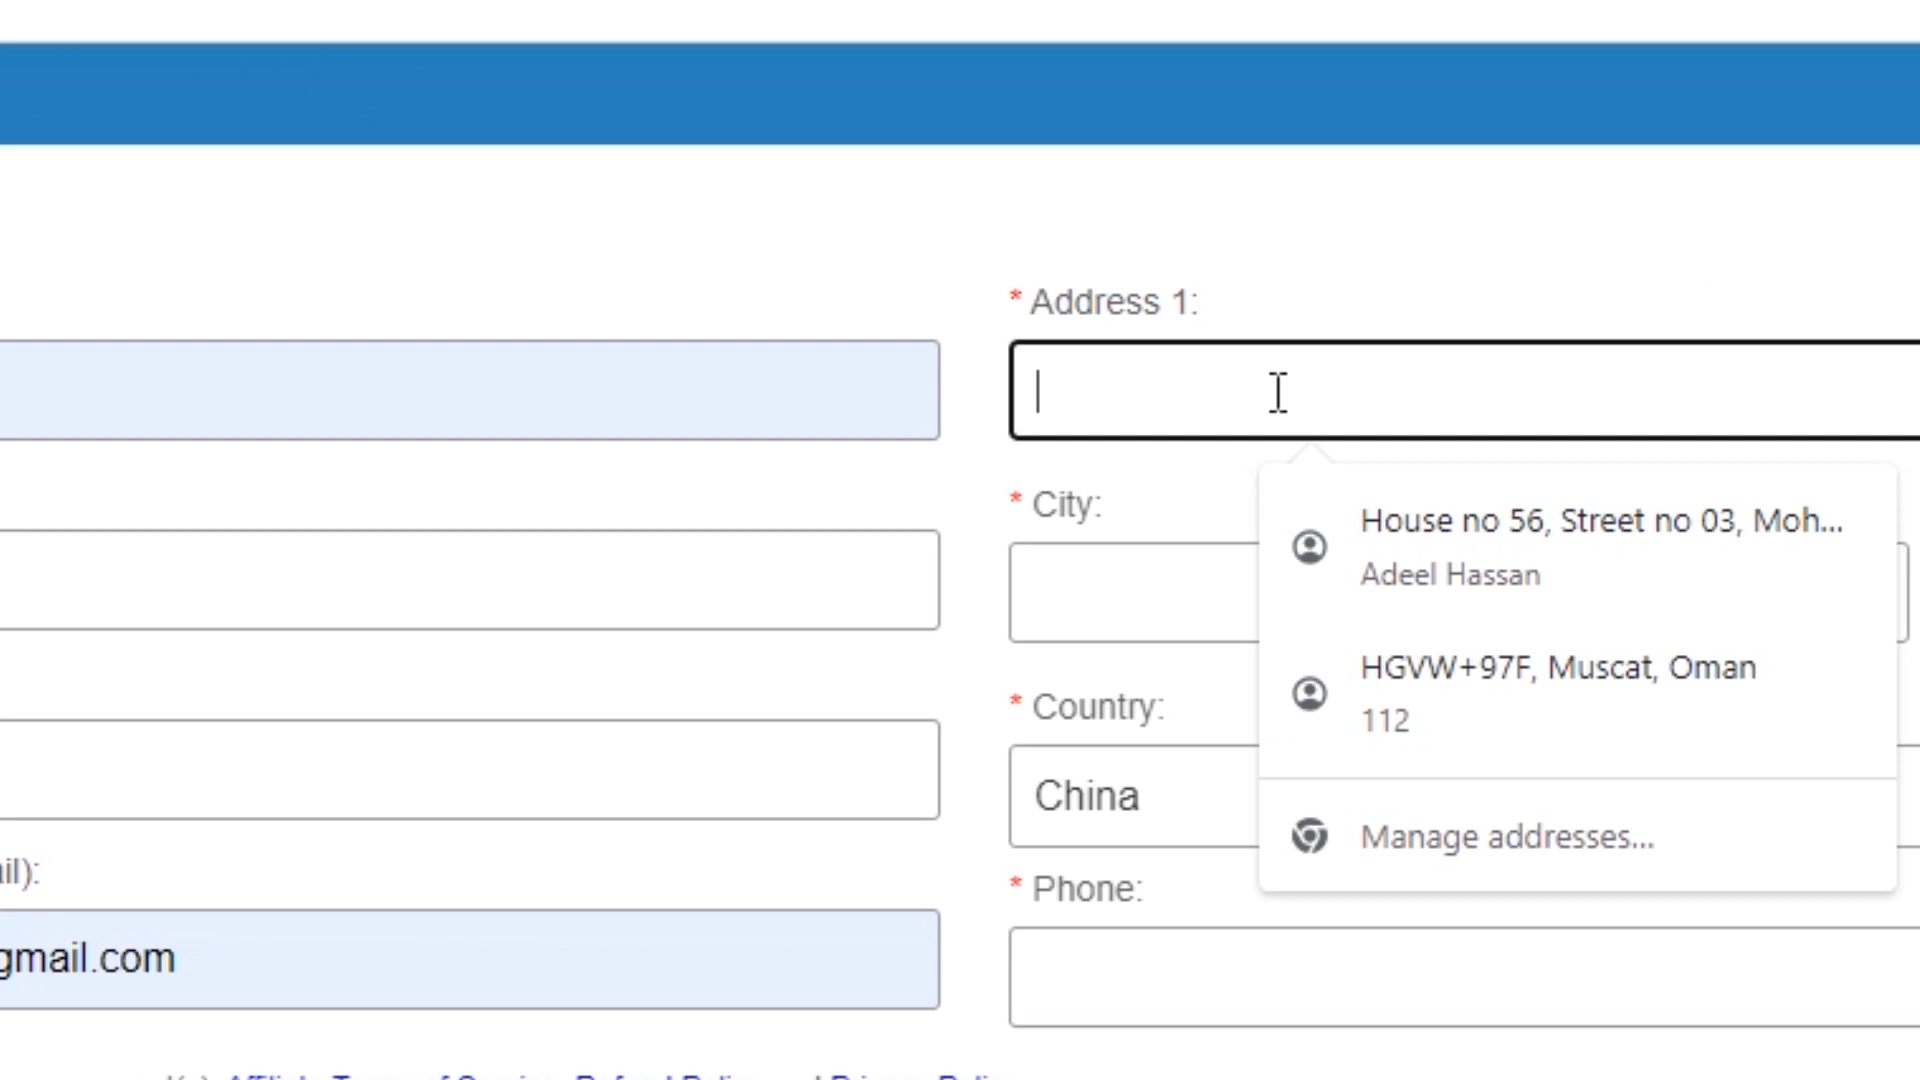 * Address 1:
* City:
House no 56, Street no 03, Moh...
Adeel Hassan
HGVW+97F, Muscat, Oman
112
* Country:
China
Manage addresses...
il):
* Phone:
gmail.com